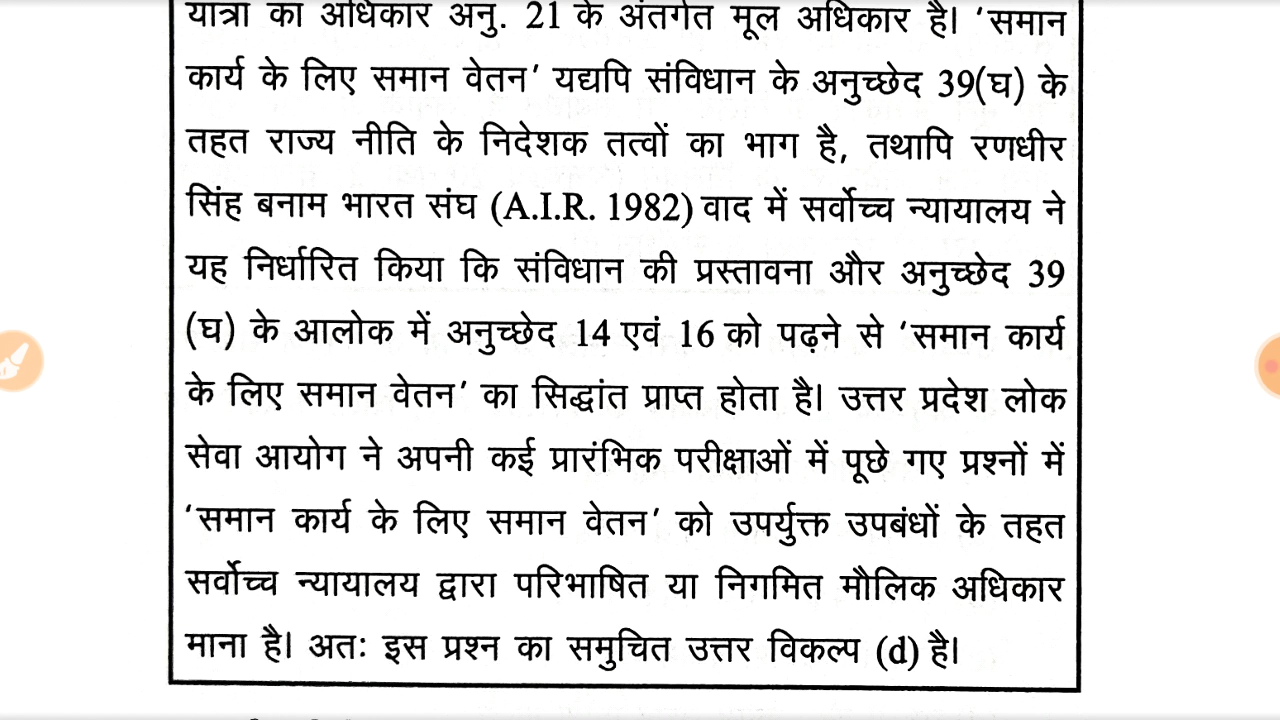 यात्रा का अधिकार अनु. 21 के अंतर्गत मूल अधिकार है। 'समान
कार्य के लिए समान वेतन' यद्यपि संविधान के अनुच्छेद 39(घ) के
तहत राज्य नीति के निदेशक तत्वों का भाग है, तथापि रणधीर
सिंह बनाम भारत संघ (A.I.R. 1982) वाद में सर्वोच्च न्यायालय ने
यह निर्धारित किया कि संविधान की प्रस्तावना और अनुच्छेद 39
(घ) के आलोक में अनुच्छेद 14 एवं 16 को पढ़ने से 'समान कार्य
के लिए समान वेतन' का सिद्धांत प्राप्त होता है। उत्तर प्रदेश लोक
सेवा आयोग ने अपनी कई प्रारंभिक परीक्षाओं में पूछे गए प्रश्नों में
'समान कार्य के लिए समान वेतन' को उपर्युक्त उपबंधों के तहत
सर्वोच्च न्यायालय द्वारा परिभाषित या निगमित मौलिक अधिकार
माना है। अतः इस प्रश्न का समुचित उत्तर विकल्प (d) है।